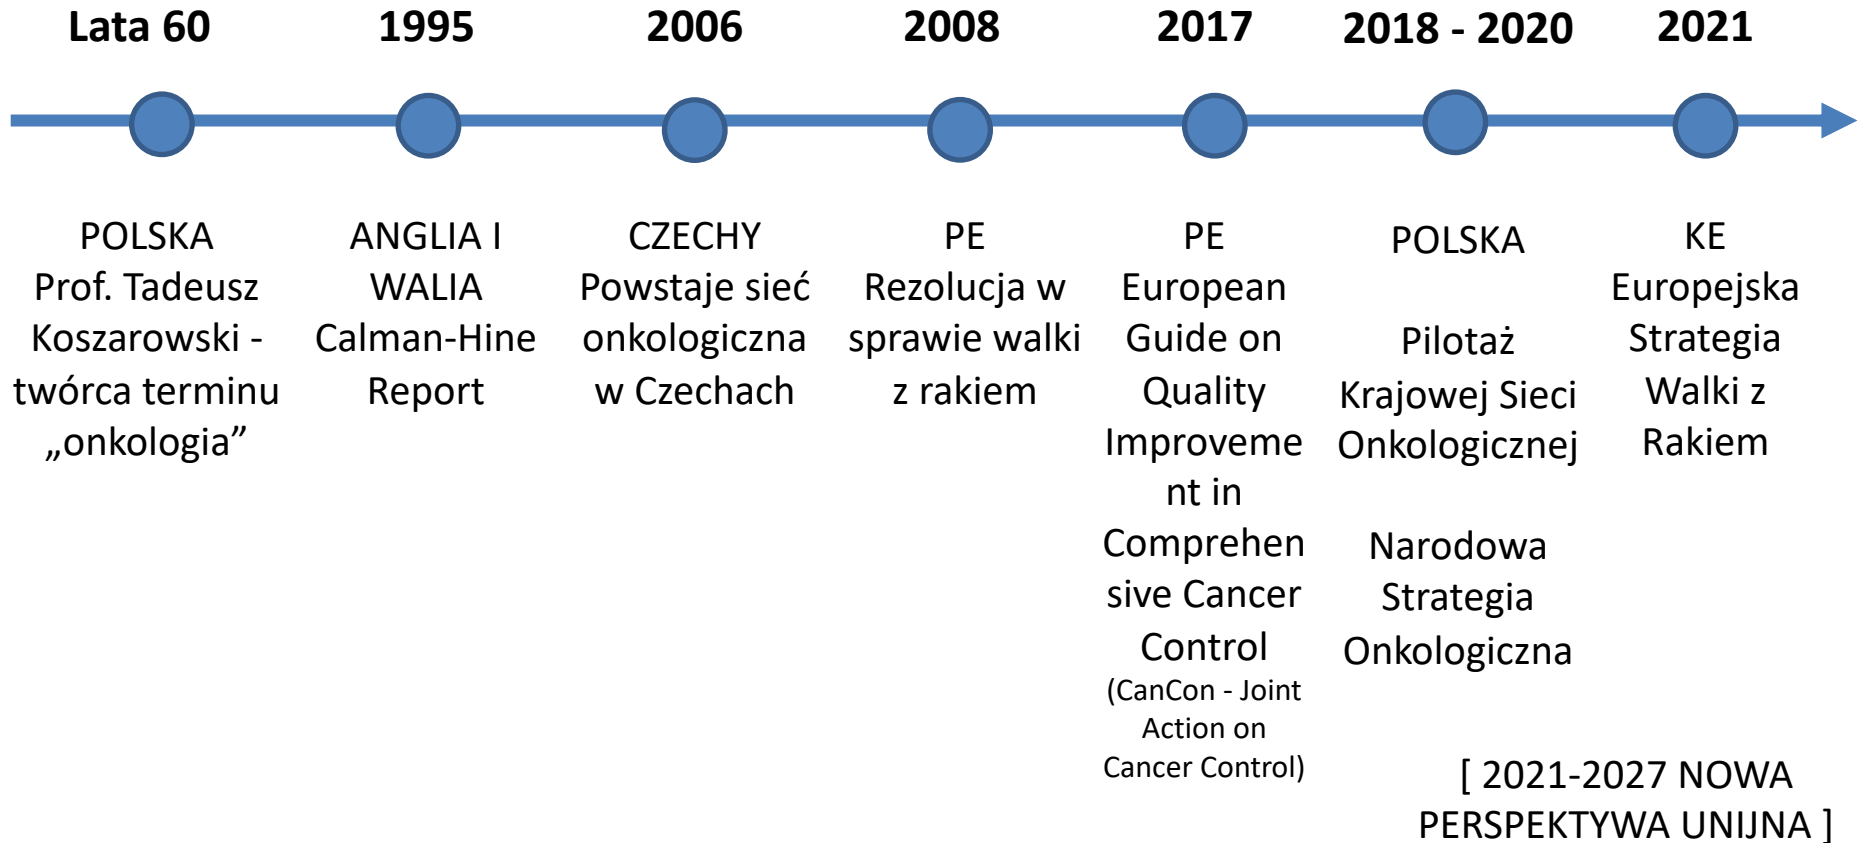 Lata 60
POLSKA
Prof. Tadeusz
Koszarowski -
twórca terminu
„onkologia”
1995
ANGLIA I
WALIA
Calman-Hine
Report
2006
CZECHY
Powstaje sieć
onkologiczna
w Czechach
2008
PE
Rezolucja w
sprawie walki
z rakiem
2017
PE
European
Guide on
Quality
Improveme
nt in
Comprehen
sive Cancer
Control
(CanCon - Joint
Action on
Cancer Control)
2018 - 2020
POLSKA
Pilotaż
Krajowej Sieci
Onkologicznej
Narodowa
Strategia
Onkologiczna
2021
KE
Europejska
Strategia
Walki z
Rakiem
[ 2021-2027 NOWA
PERSPEKTYWA UNIJNA ]